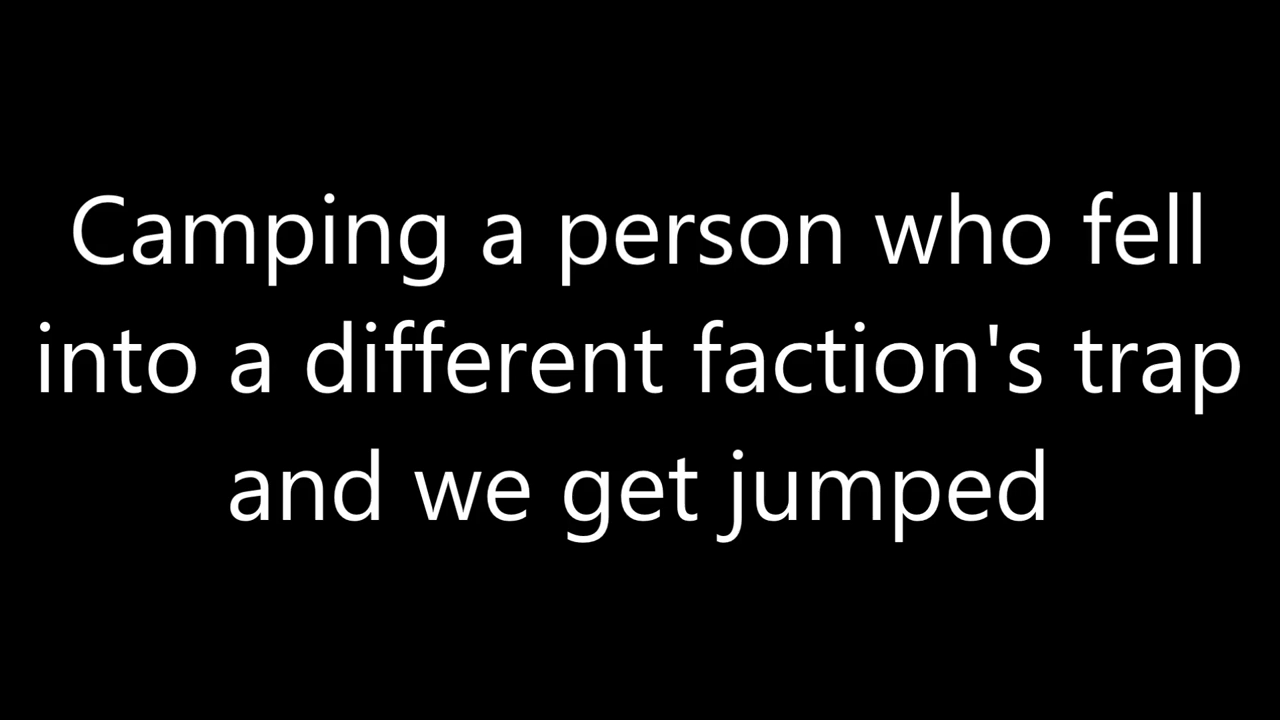 Camping a person who fell
into a different faction's trap
and we get jumped